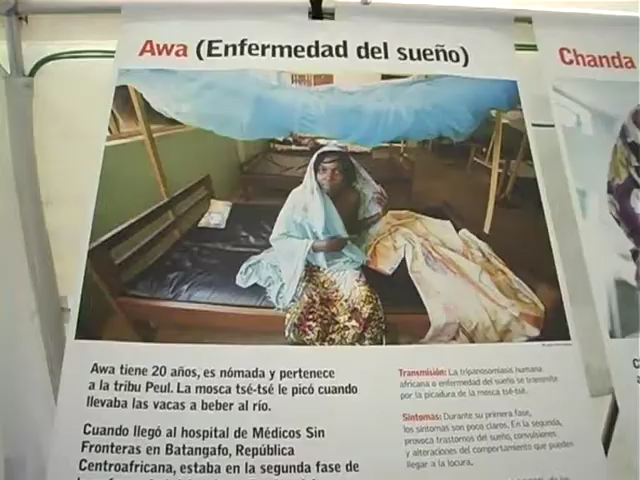 Awa (Enfermedad del sueño)
Chanda
Awa tiene 20 años, es nómada y pertenece
a la tribu Peul. La mosca tsé-tsé le picó cuando
llevaba las vacas a beber al río.
Cuando llegó al hospital de Médicos Sin
Fronteras en Batangafo, República
Centroafricana, estaba en la segunda fase de
Transmisión: La tripanosomiasis humana
africana o enfermedad del sueño se transmite
por la picadura de la mosca tsé-tsé.
Síntomas: Durante su primera fase,
los síntomas son poco claros. En la segunda,
provoca trastornos del sueño, convulsiones
y alteraciones del comportamiento que pueden
llegar a la locura.